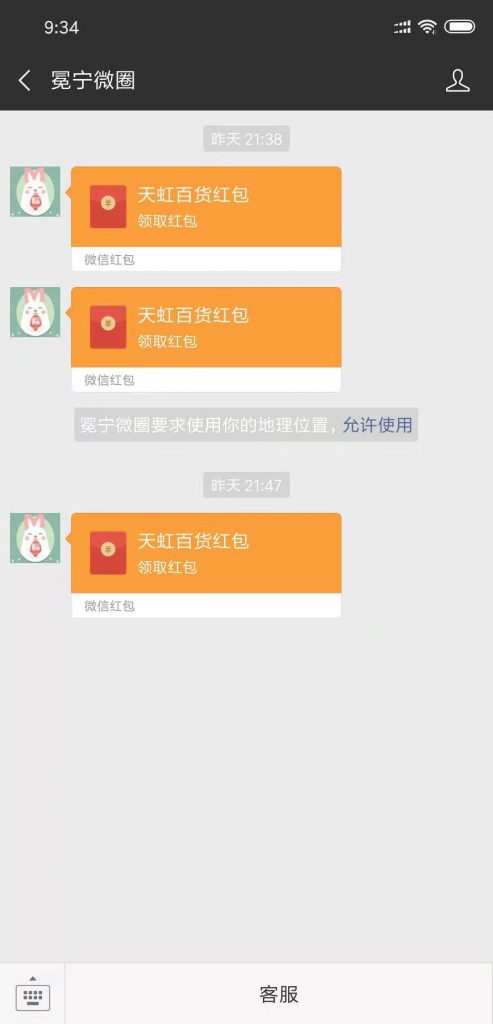 9:34
冕宁微圈
昨天 21:38
天虹百货红包
领取红包
微信红包
天虹百货红包
领取红包
微信红包
冕宁微圈要求使用你的地理位置，允许使用
昨天 21:47
天虹百货红包
领取红包
微信红包
客服